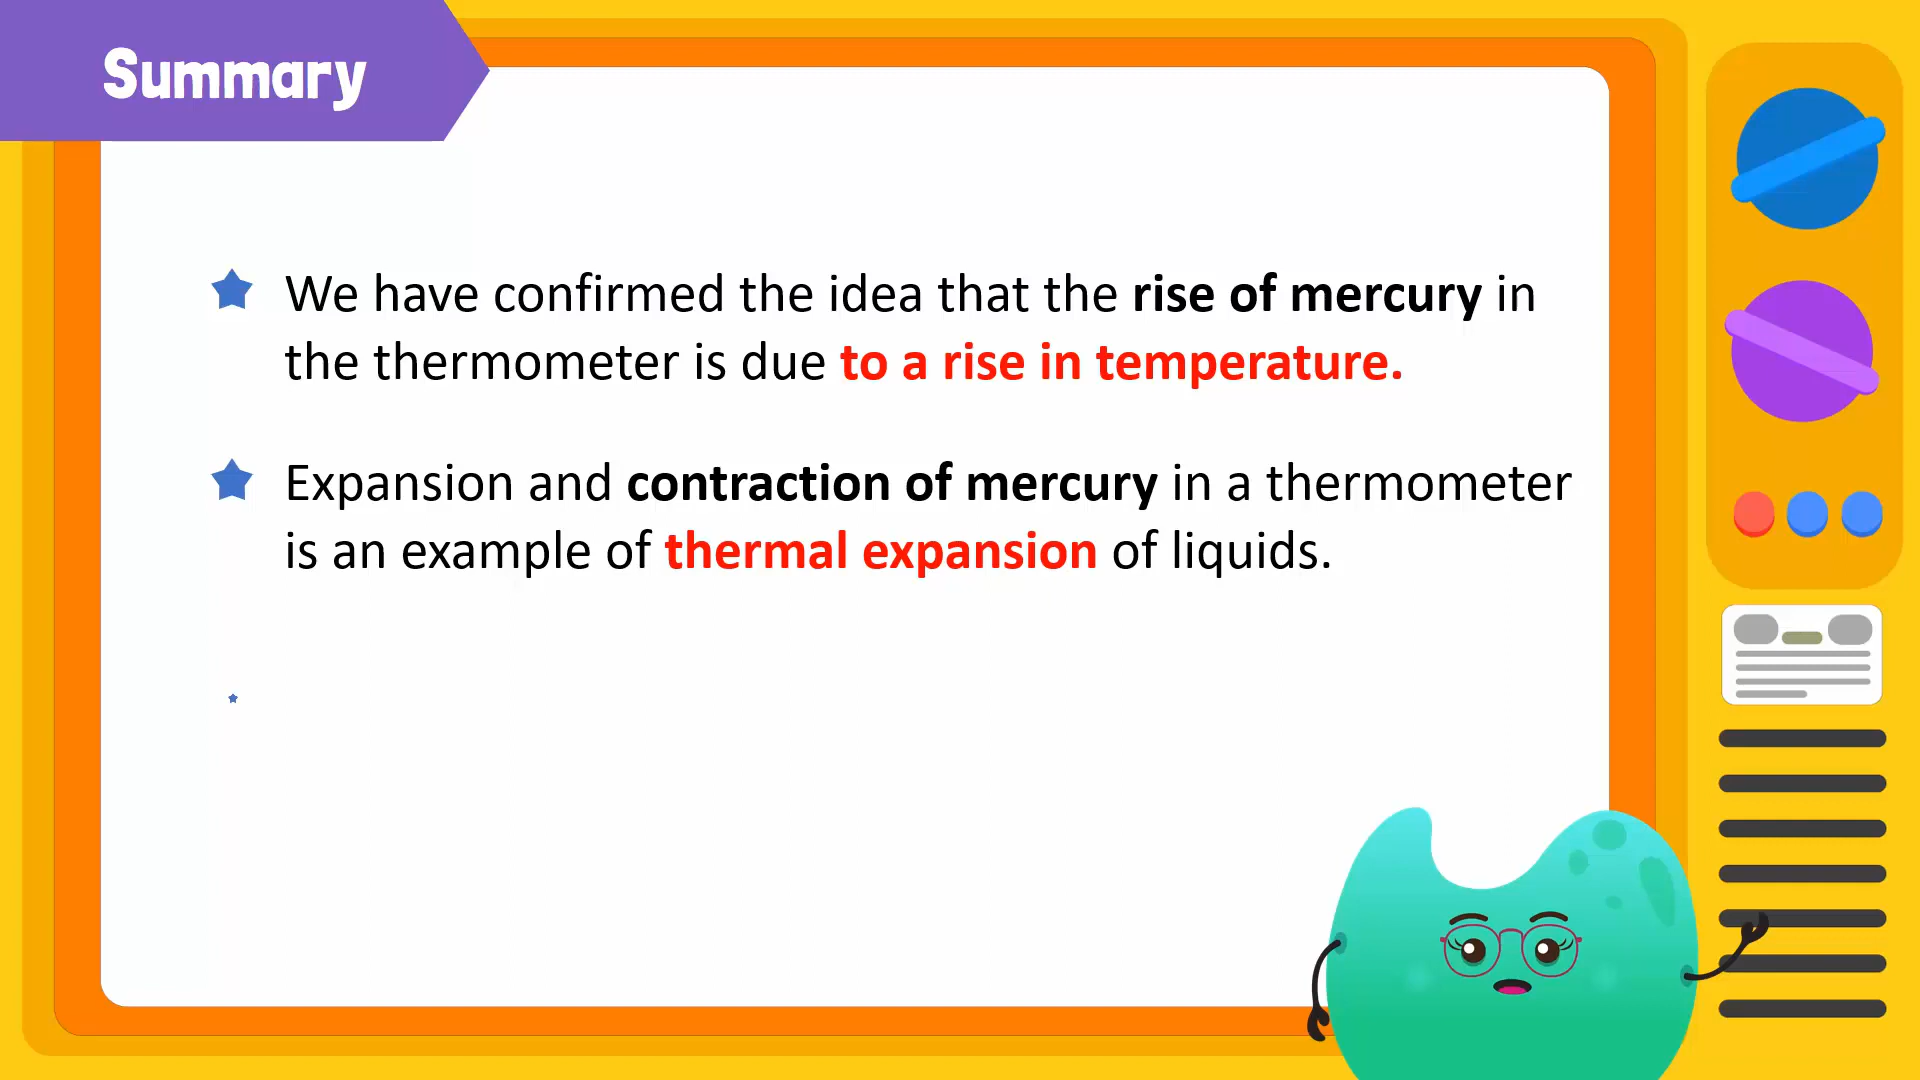 Summary
We have confirmed the idea that the rise of mercury in
the thermometer is due to a rise in temperature.
Expansion and contraction of mercury in a thermometer
is an example of thermal expansion of liquids.